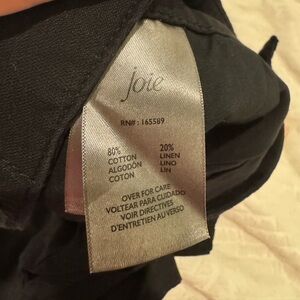 joie
RN#: 165589
80% 20%
COTTON LINEN
ALGODÓN LINO
COTON LIN
OVER FOR CARE
VOLTEAR PARA CUIDADO
VOIR DIRECTIVES
D'ENTRETIEN AU VERSO